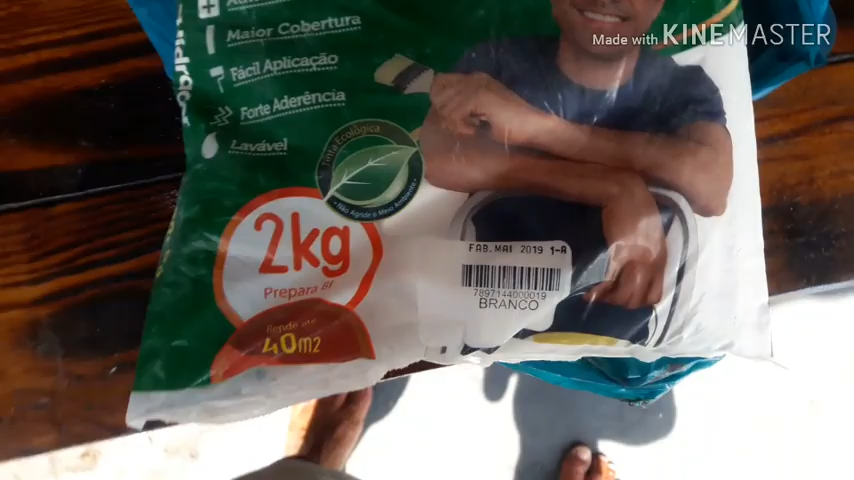 Made with KINEMASTER
Maior Cobertura
Fácil Aplicação
Forte Aderência
Lavável
Tinta Ecológica
Não Agride o Meio Ambiente
2kg
Prepara 8l
Rende até
40m2
FAB. MAI 2019 1-A
7897144000019
BRANCO